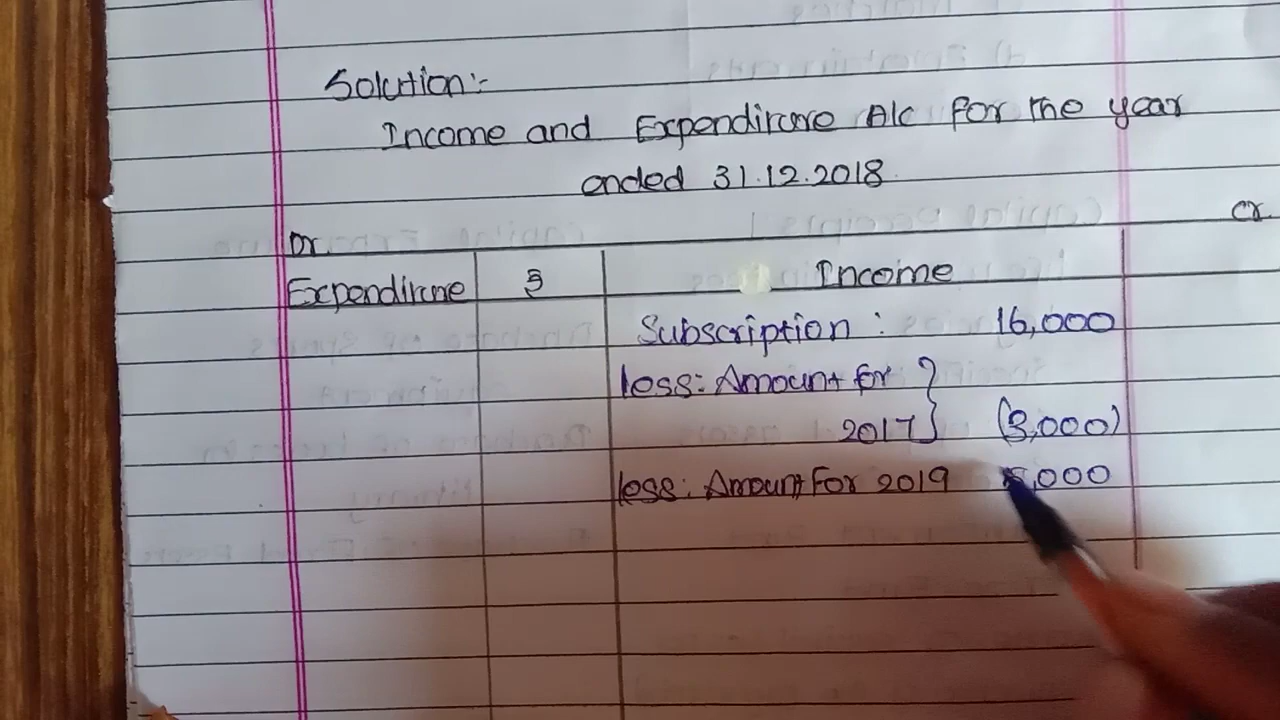 Solution:-
Income and Expenditure A/c for the year
ended 31.12.2018
Dr. Cr.
Expenditure ₹ Income
Subscription : 16,000
less: Amount for
2017} (3,000)
less: Amount for 2019 ,000